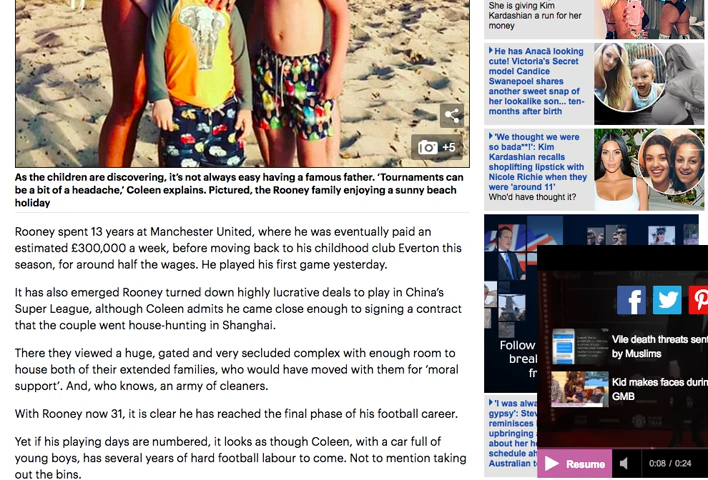 +5
As the children are discovering, it's not always easy having a famous father. 'Tournaments can
be a bit of a headache,' Coleen explains. Pictured, the Rooney family enjoying a sunny beach
holiday
Rooney spent 13 years at Manchester United, where he was eventually paid an
estimated £300,000 a week, before moving back to his childhood club Everton this
season, for around half the wages. He played his first game yesterday.
It has also emerged Rooney turned down highly lucrative deals to play in China's
Super League, although Coleen admits he came close enough to signing a contract
that the couple went house-hunting in Shanghai.
There they viewed a huge, gated and very secluded complex with enough room to
house both of their extended families, who would have moved with them for 'moral
support'. And, who knows, an army of cleaners.
With Rooney now 31, it is clear he has reached the final phase of his football career.
Yet if his playing days are numbered, it looks as though Coleen, with a car full of
young boys, has several years of hard football labour to come. Not to mention taking
out the bins.
She is giving Kim
Kardashian a run for her
money
He has Anacã looking
cute! Victoria's Secret
model Candice
Swanepoel shares
another sweet snap of
her lookalike son... ten-
months after birth
'We thought we were
so bada**'!': Kim
Kardashian recalls
shoplifting lipstick with
Nicole Richie when they
were 'around 11'
Who'd have thought it?
Follow
brea
fr
'I was alwa
gypsy': Stev
reminisces
upbringing
about her h
schedule ah
Australian t
Vile death threats sent
by Muslims
Kid makes faces durin
GMB
Resume
0:08 / 0:24